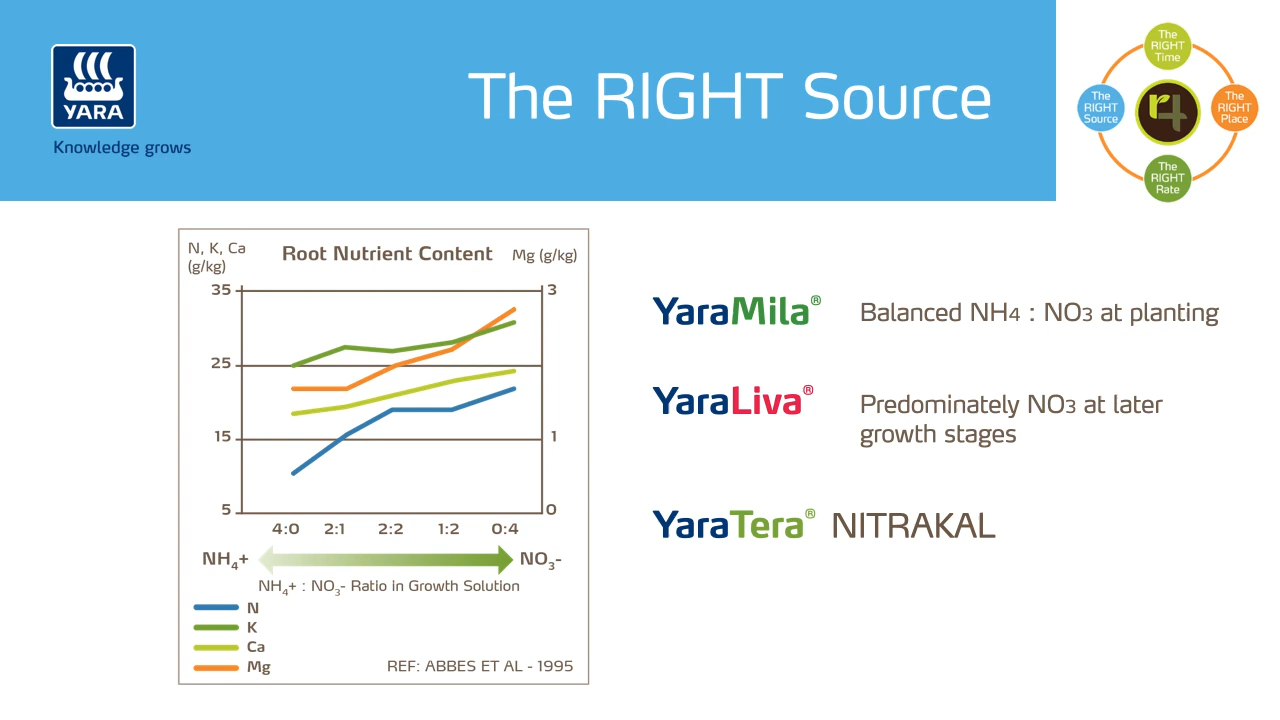 YARA
Knowledge grows
The RIGHT Source
The
RIGHT
Time
The
RIGHT
Source
r4
The
RIGHT
Place
The
RIGHT
Rate
N, K, Ca
(g/kg)
Root Nutrient Content
Mg (g/kg)
35
3
25
15
1
5
0
4:0 2:1 2:2 1:2 0:4
NH₄+
NO₃-
NH₄+ : NO₃- Ratio in Growth Solution
N
K
Ca
Mg
REF: ABBES ET AL - 1995
YaraMila® Balanced NH4 : NO3 at planting
YaraLiva® Predominately NO3 at later
growth stages
YaraTera® NITRAKAL